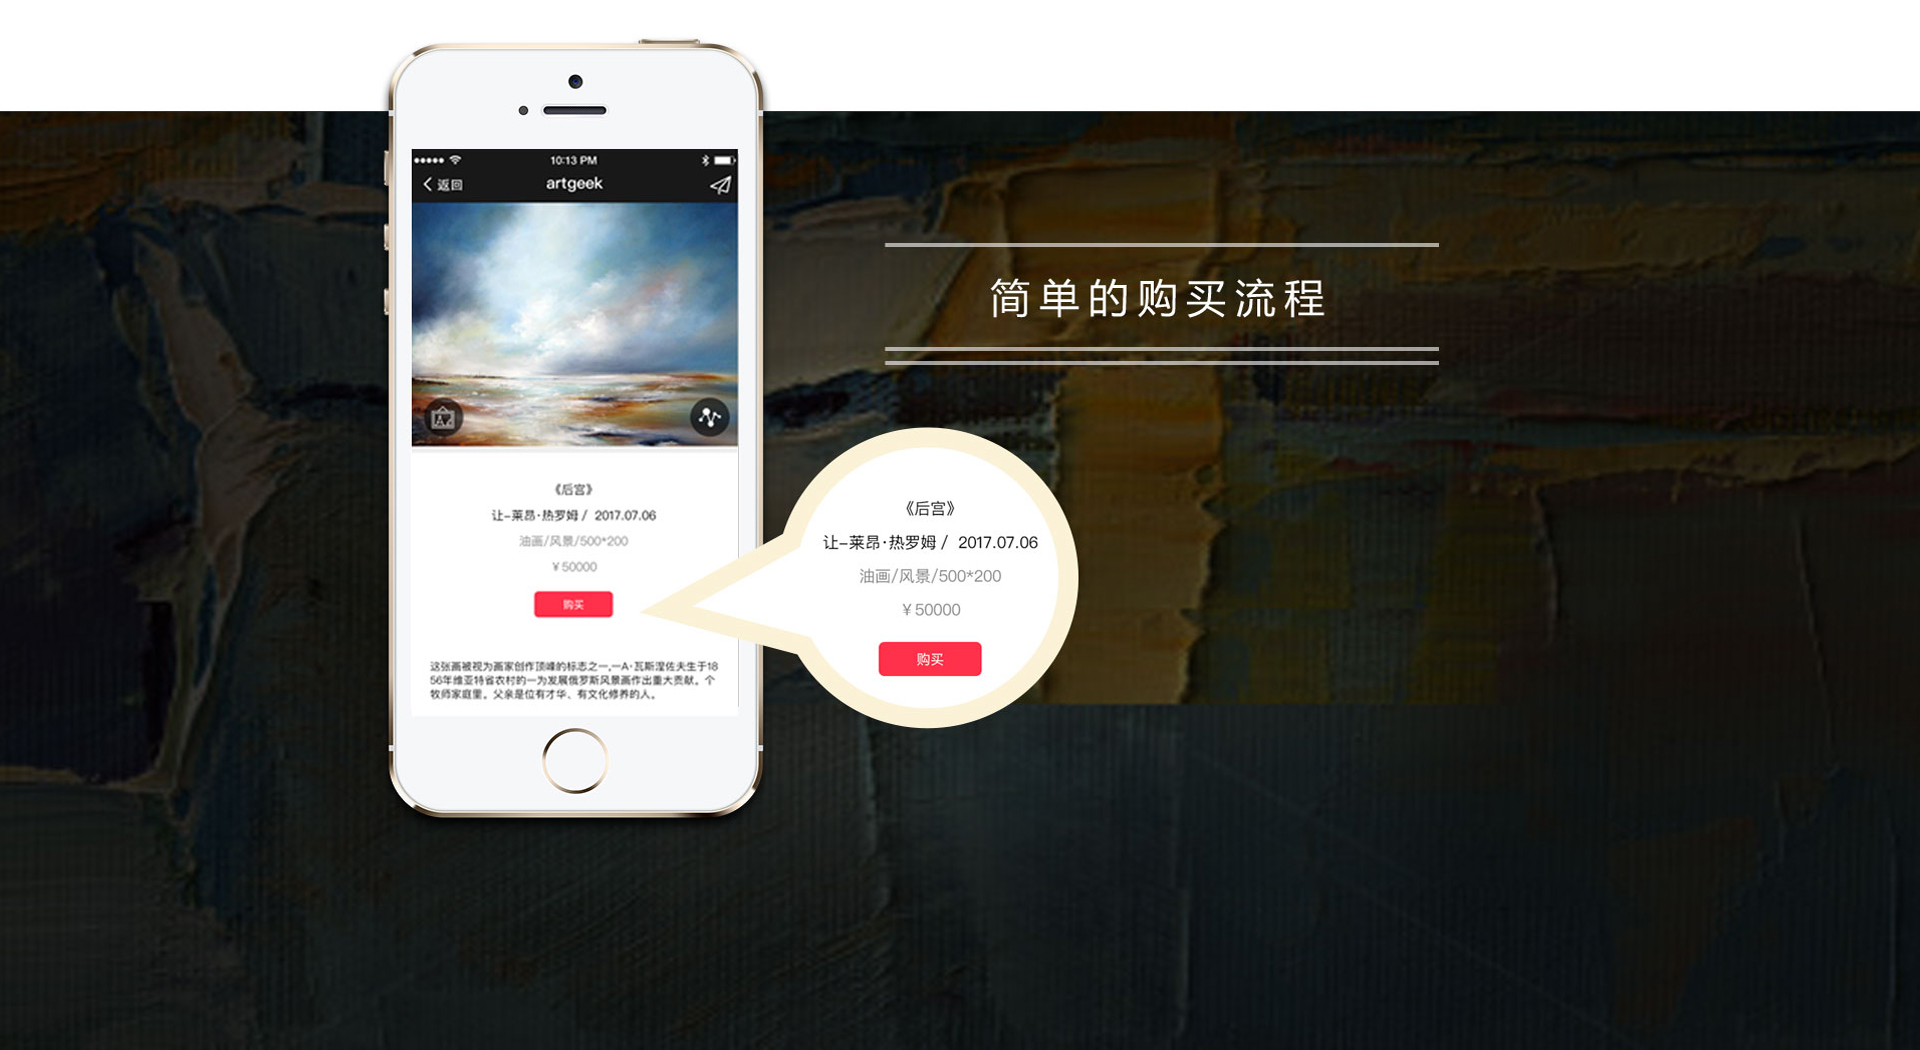 10:13 PM
返回
artgeek
简单的购买流程
《后宫》
让-莱昂·热罗姆 / 2017.07.06
油画/风景/500*200
¥50000
购买
这张画被视为画家创作顶峰的标志之一,一A·瓦斯涅佐夫生于18
56年维亚特省农村的一为发展俄罗斯风景画作出重大贡献。个
牧师家庭里。父亲是位有才华、有文化修养的人。
《后宫》
让-莱昂·热罗姆 / 2017.07.06
油画/风景/500*200
¥50000
购买